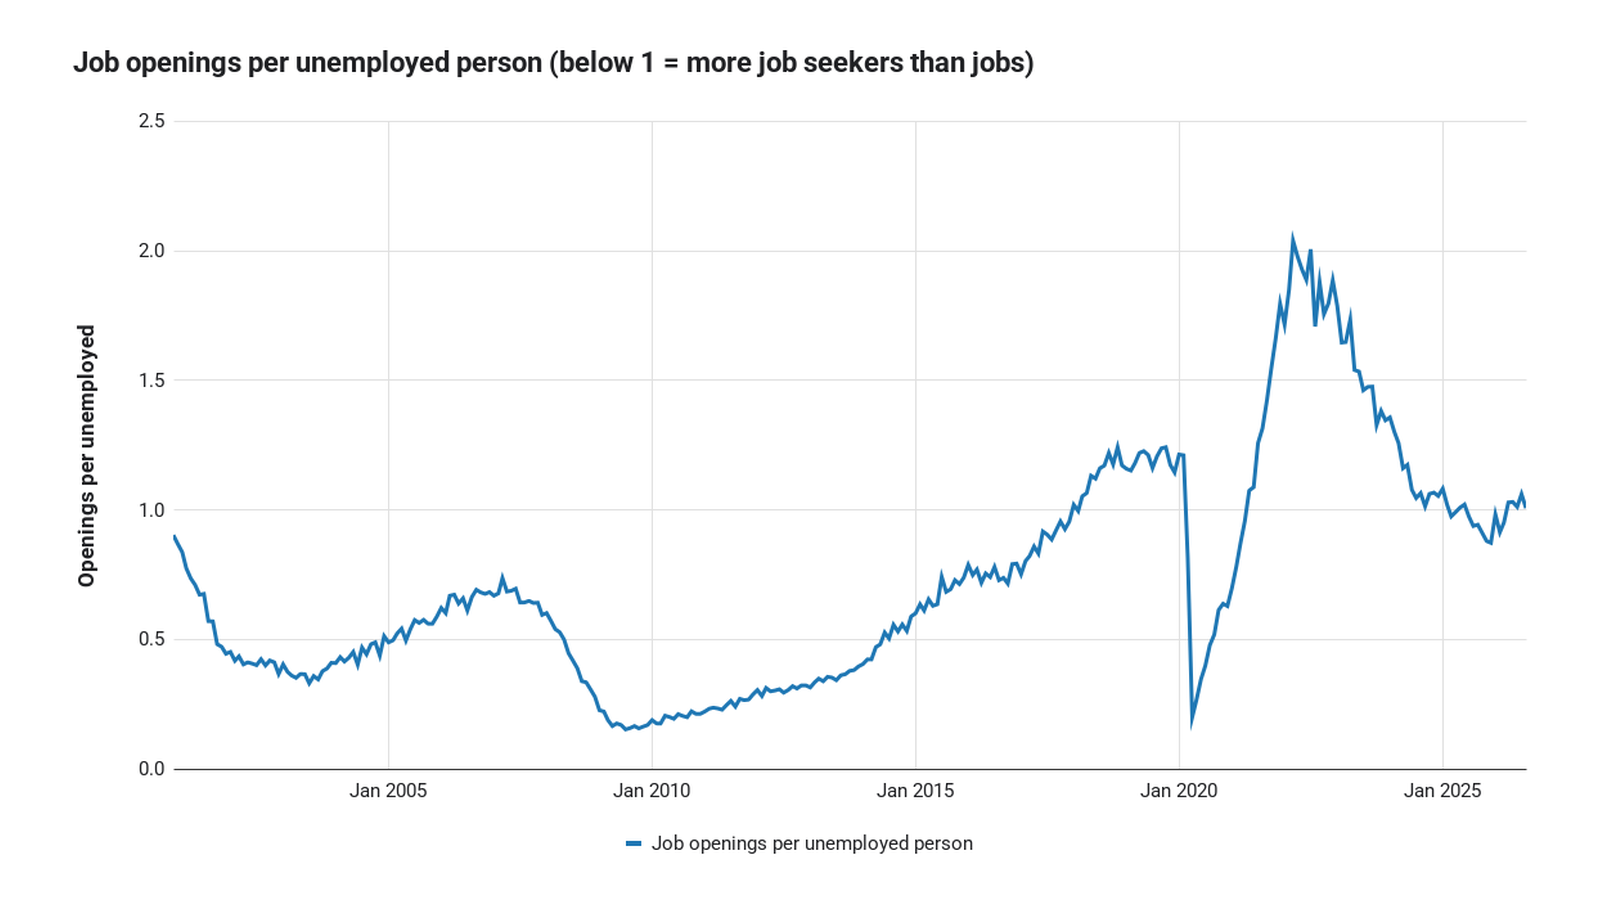 Job openings per unemployed person (below 1 = more job seekers than jobs)
2.5
2.0
1.5
1.0
0.5
0.0
Openings per unemployed
Jan 2005
Jan 2010
Jan 2015
Jan 2020
Jan 2025
Job openings per unemployed person